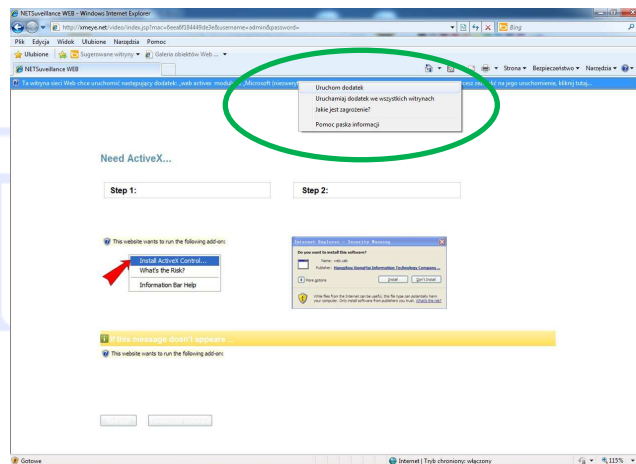 NETSuveillance WEB - Windows Internet Explorer
http://xmeye.net/video/index.jsp?mac=6eea6f184449de3e&username=admin&password=
Bing
Plik Edycja Widok Ulubione Narzędzia Pomoc
Ulubione Sugerowane witryny Galeria obiektów Web ...
NETSuveillance WEB
Strona Bezpieczeństwo Narzędzia
Ta witryna sieci Web chce uruchomić następujący dodatek: „web activex module" „Microsoft na jego uruchomienie, kliknij tutaj...
Uruchom dodatek
Uruchamiaj dodatek we wszystkich witrynach
Jakie jest zagrożenie?
Pomoc paska informacji
Need ActiveX...
Step 1: Step 2:
This website wants to run the following add-on:
Install ActiveX Control...
What's the Risk?
Information Bar Help
Internet Explorer - Security Warning
Do you want to install this software?
Name: web.cab
Publisher: Hangzhou Technology Company...
More options Install Don't Install
While files from the Internet can be useful, this file type can potentially harm
your computer. Only install software from publishers you trust. What's the risk?
If this message dosn't appears ...
This website wants to run the following add-on:
Gotowe Internet | Tryb chroniony: włączony 115%